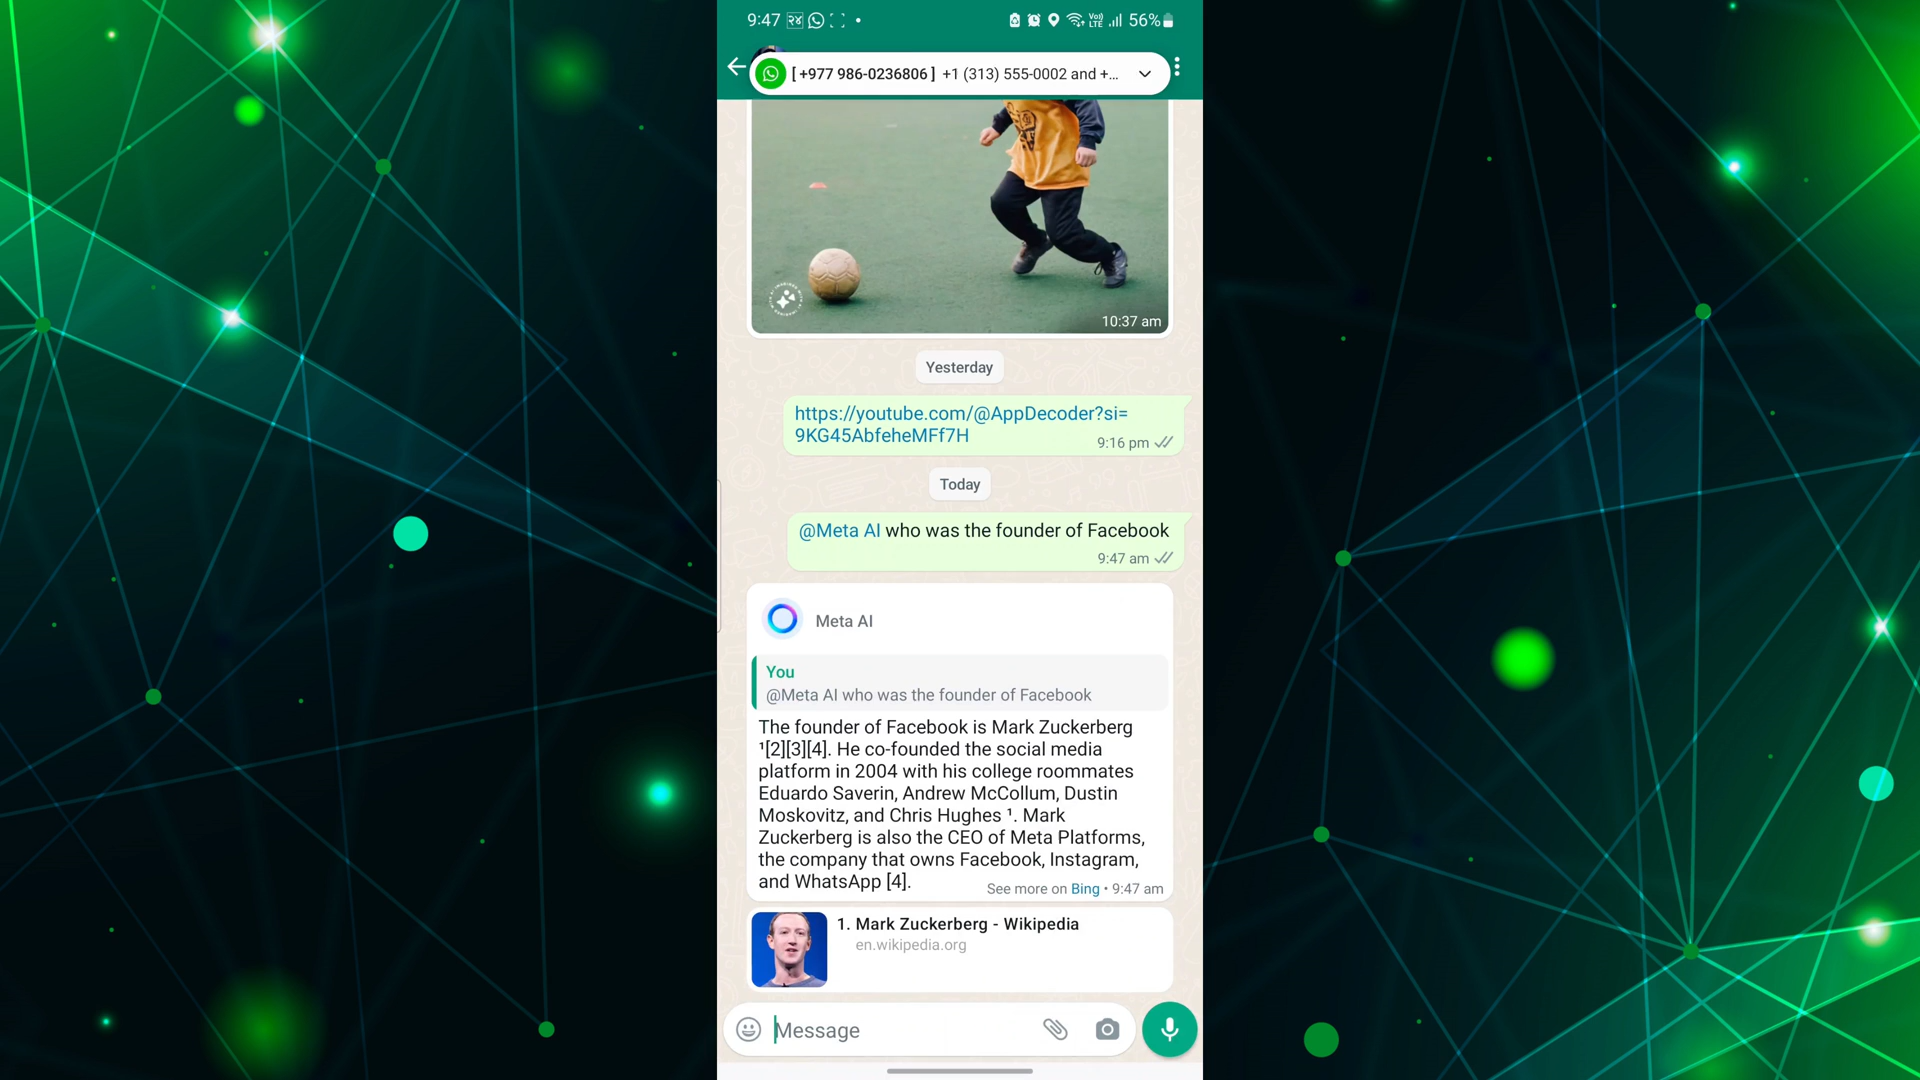 9:47 २४ VoI) LTE 56%
[ +977 986-0236806 ] +1 (313) 555-0002 and +...
10:37 am
Yesterday
https://youtube.com/@AppDecoder?si=
9KG45AbfeheMFf7H
9:16 pm
Today
@Meta AI who was the founder of Facebook
9:47 am
Meta AI
You
@Meta AI who was the founder of Facebook
The founder of Facebook is Mark Zuckerberg
¹[2][3][4]. He co-founded the social media
platform in 2004 with his college roommates
Eduardo Saverin, Andrew McCollum, Dustin
Moskovitz, and Chris Hughes ¹. Mark
Zuckerberg is also the CEO of Meta Platforms,
the company that owns Facebook, Instagram,
and WhatsApp [4].
See more on Bing • 9:47 am
1. Mark Zuckerberg - Wikipedia
en.wikipedia.org
Message